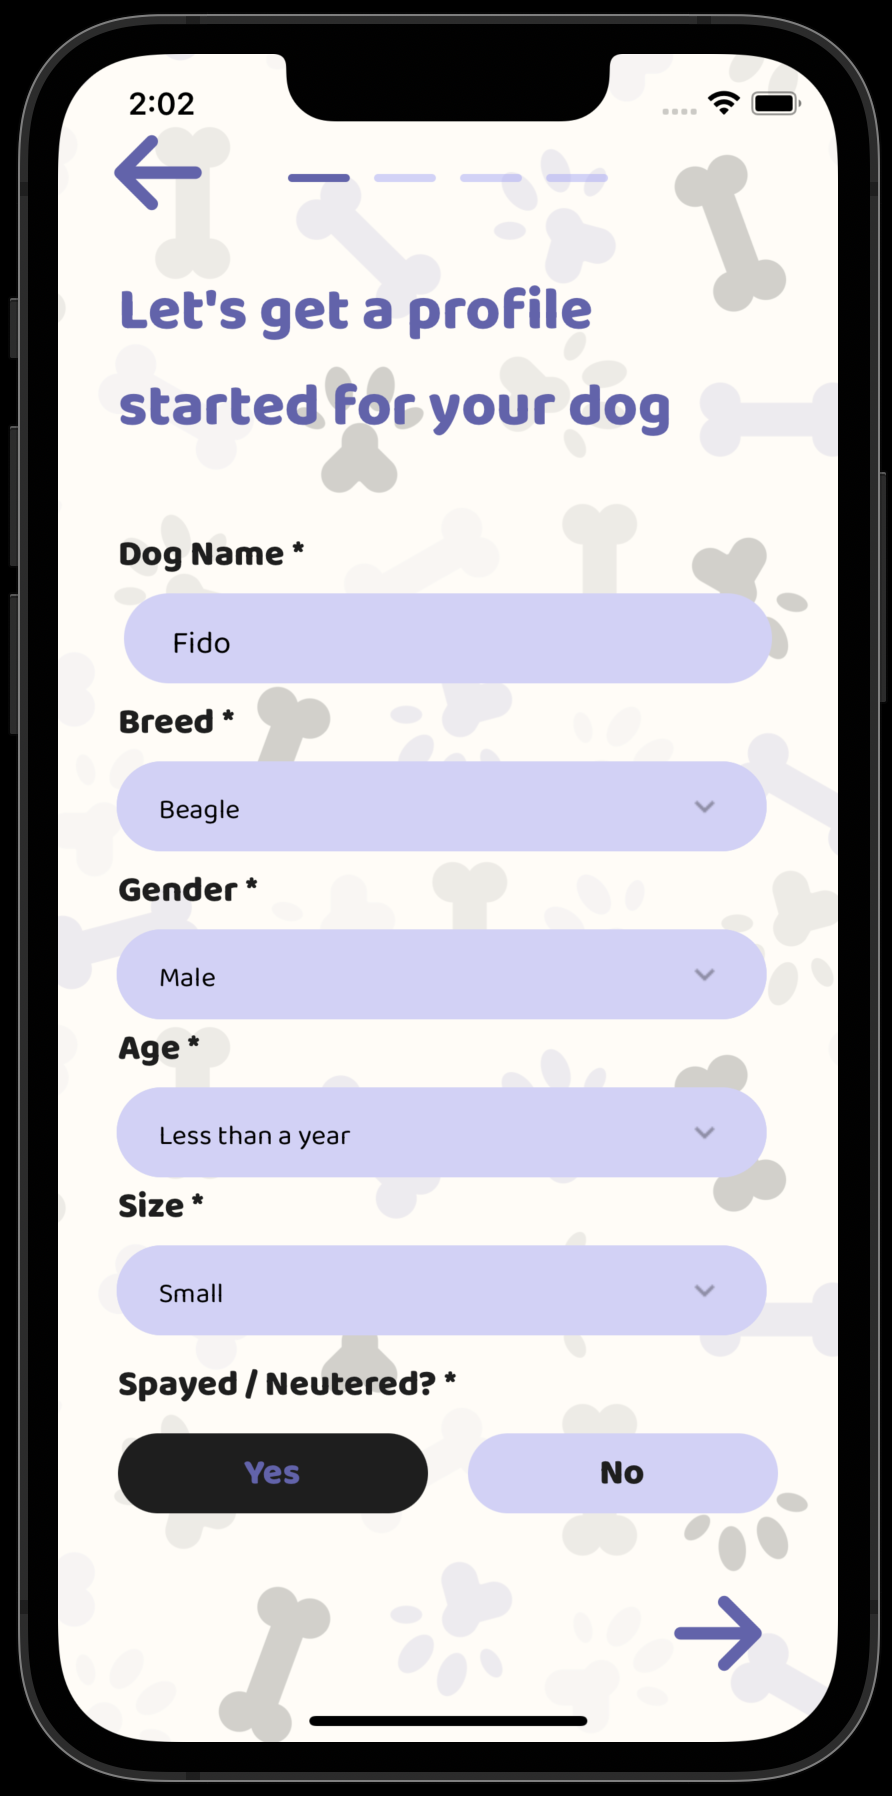 2:02
Let's get a profile
started for your dog
Dog Name *
Fido
Breed *
Beagle
Gender *
Male
Age *
Less than a year
Size *
Small
Spayed / Neutered? *
Yes
No